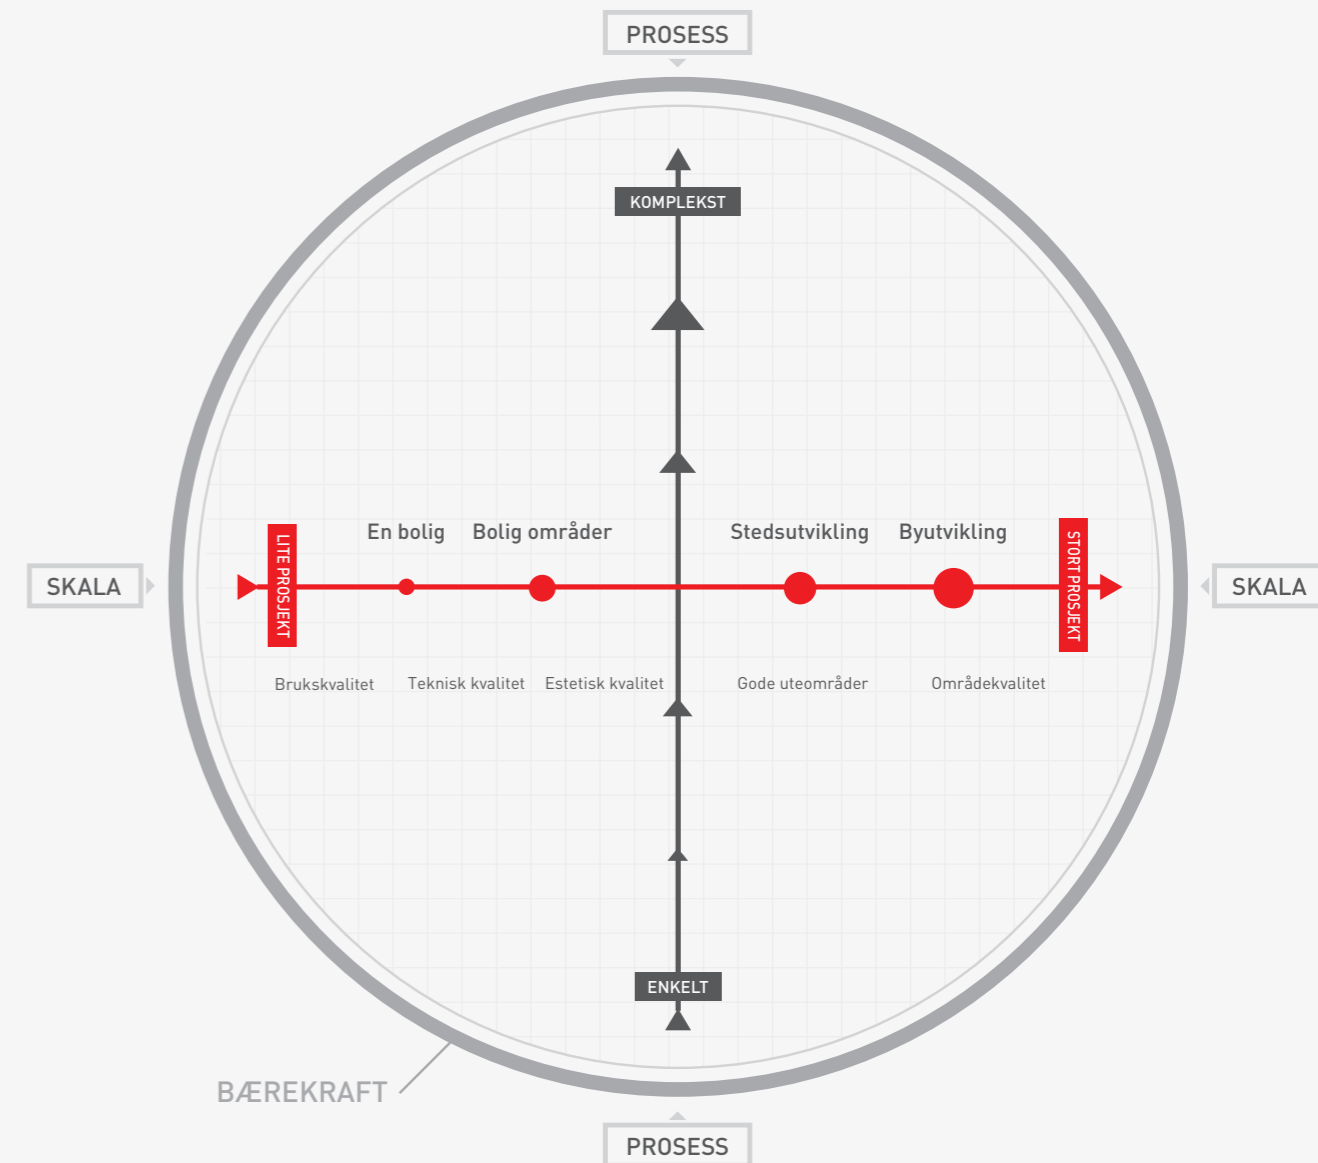 PROSESS
KOMPLEKST
En bolig
Bolig områder
Stedsutvikling
Byutvikling
SKALA
LITE PROSJEKT
STORT PROSJEKT
SKALA
Brukskvalitet
Teknisk kvalitet
Estetisk kvalitet
Gode uteområder
Områdekvalitet
ENKELT
BÆREKRAFT
PROSESS